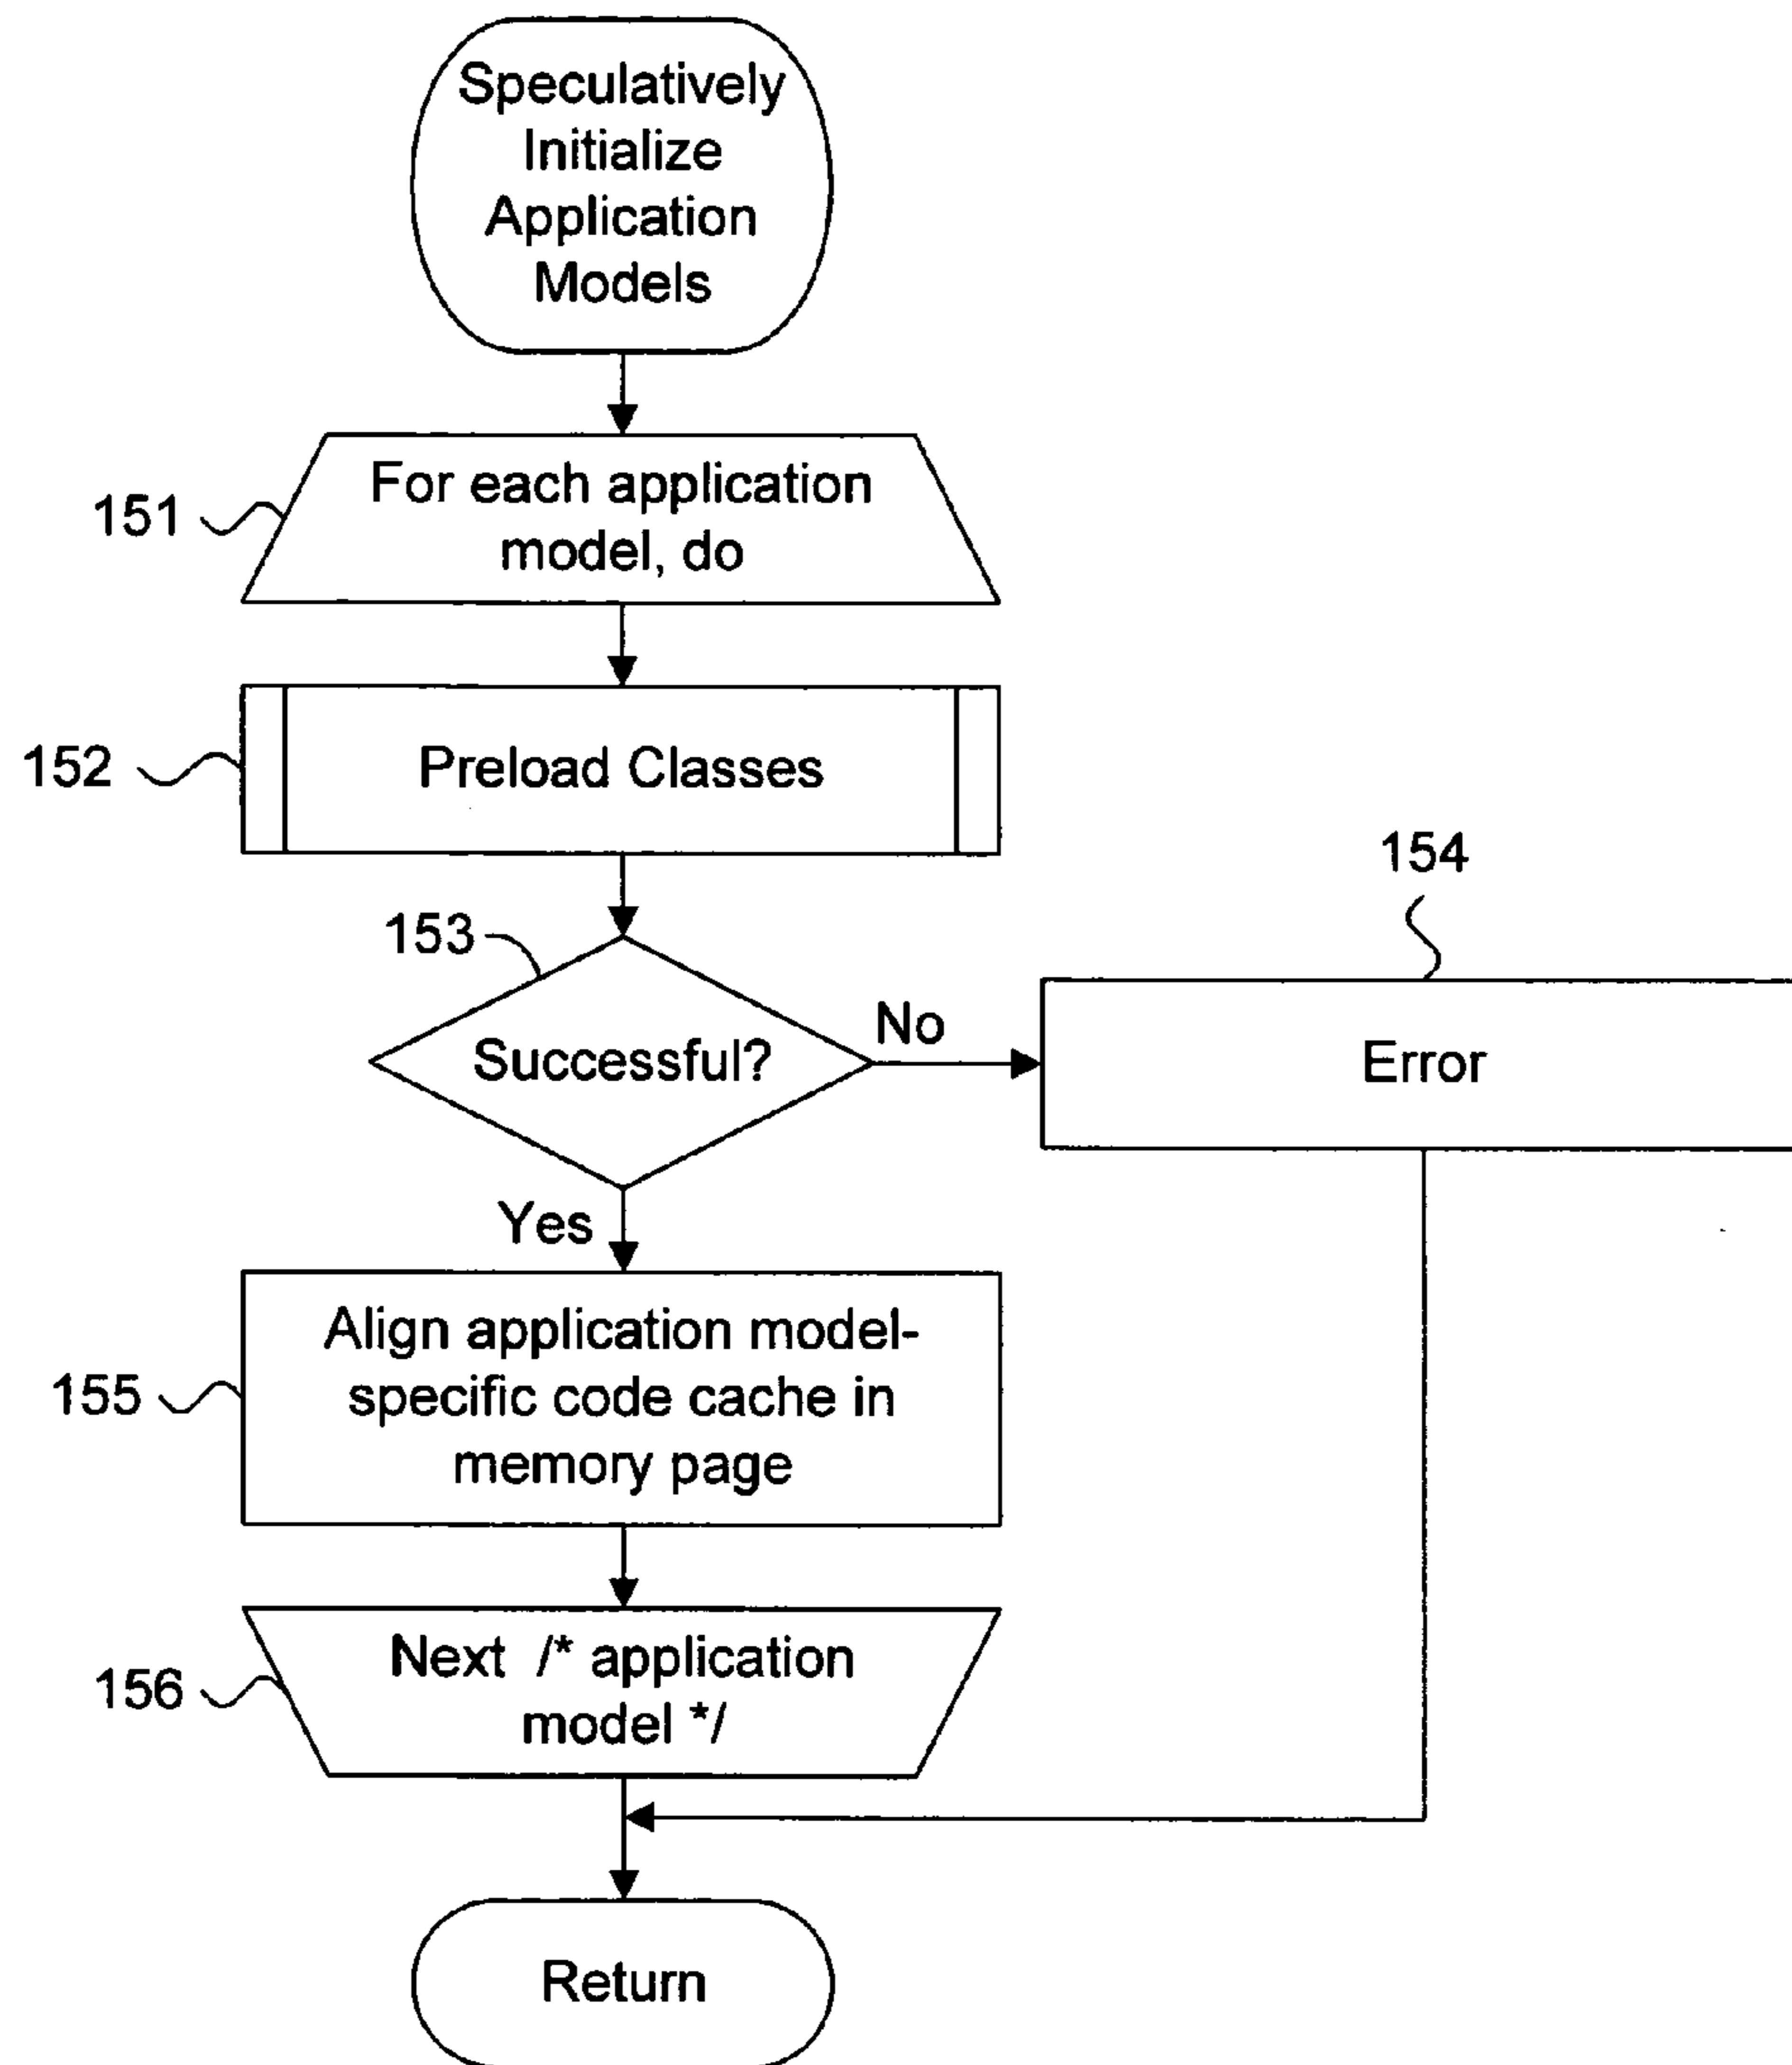 Speculatively
Initialize
Application
Models
151
For each application
model, do
152
Preload Classes
154
153
No
Successful?
Error
Yes
Align application model-
155
specific code cache in
memory page
Next /* application
156
model */
Return